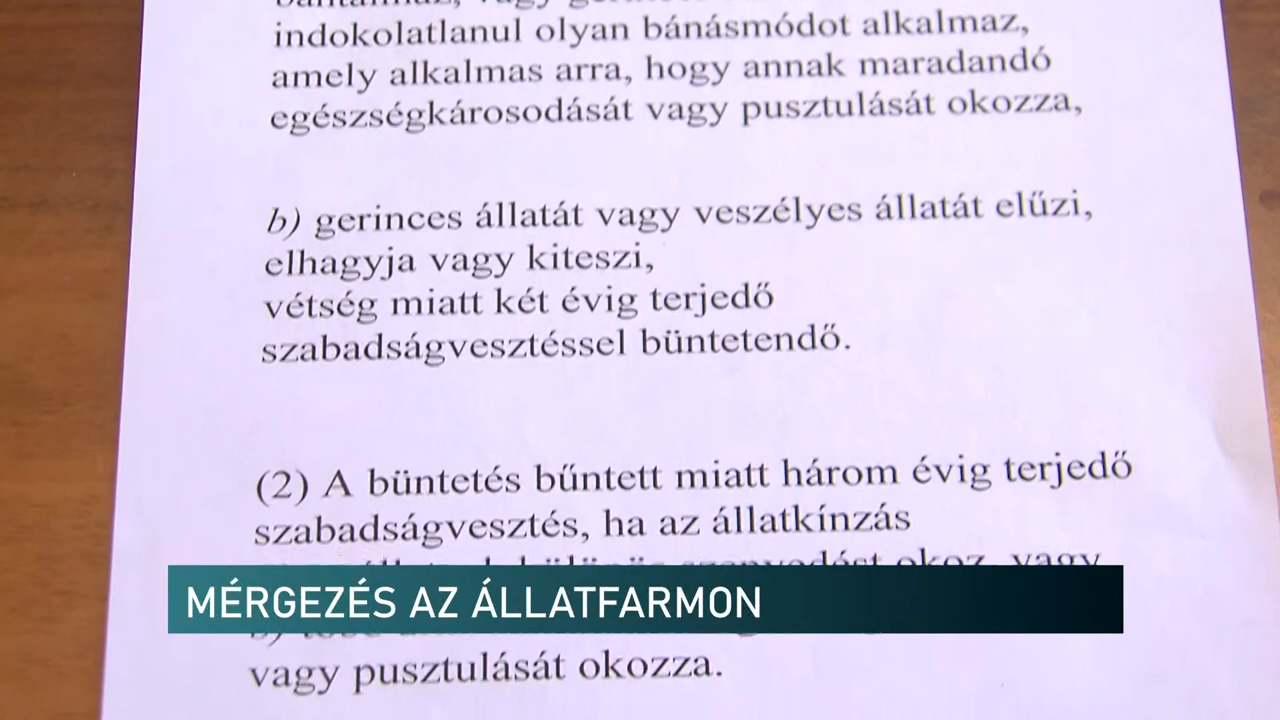 indokolatlanul olyan bánásmódot alkalmaz,
amely alkalmas arra, hogy annak maradandó
egészségkárosodását vagy pusztulását okozza,
b) gerinces állatát vagy veszélyes állatát elűzi,
elhagyja vagy kiteszi,
vétség miatt két évig terjedő
szabadságvesztéssel büntetendő.
(2) A büntetés bűntett miatt három évig terjedő
szabadságvesztés, ha az állatkínzás
okoz, vagy
MÉRGEZÉS AZ ÁLLATFARMON
vagy pusztulását okozza.